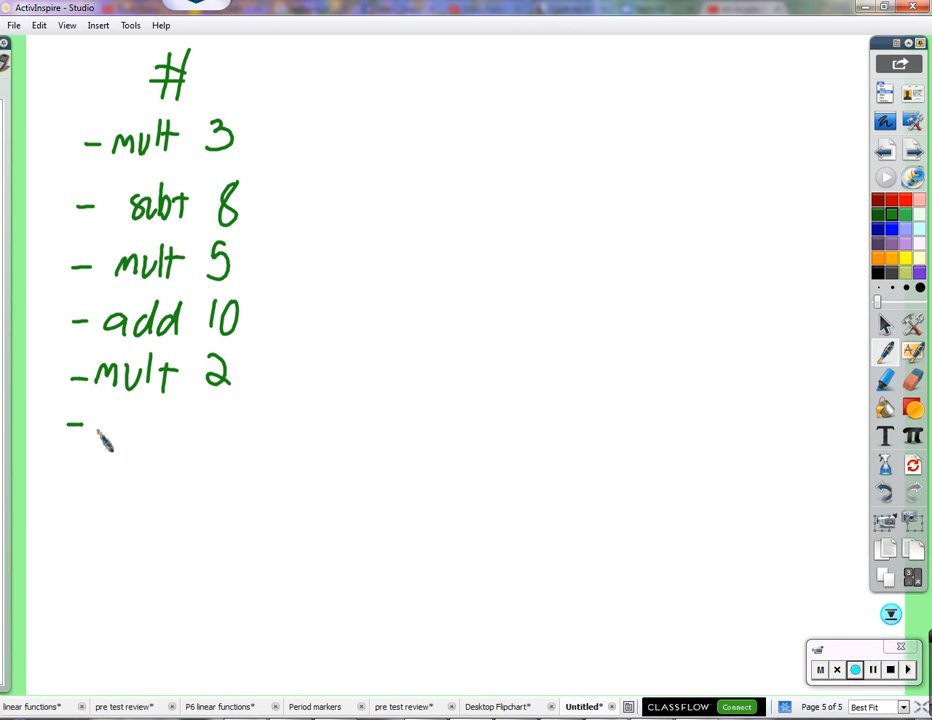 ActivInspire - Studio
File Edit View Insert Tools Help
#
- mult 3
- subt 8
- mult 5
- add 10
- mult 2
-
linear functions* pre test review* P6 linear functions* Period markers pre test review* Desktop Flipchart* Untitled* CLASSFLOW Connect Page 5 of 5 Best Fit